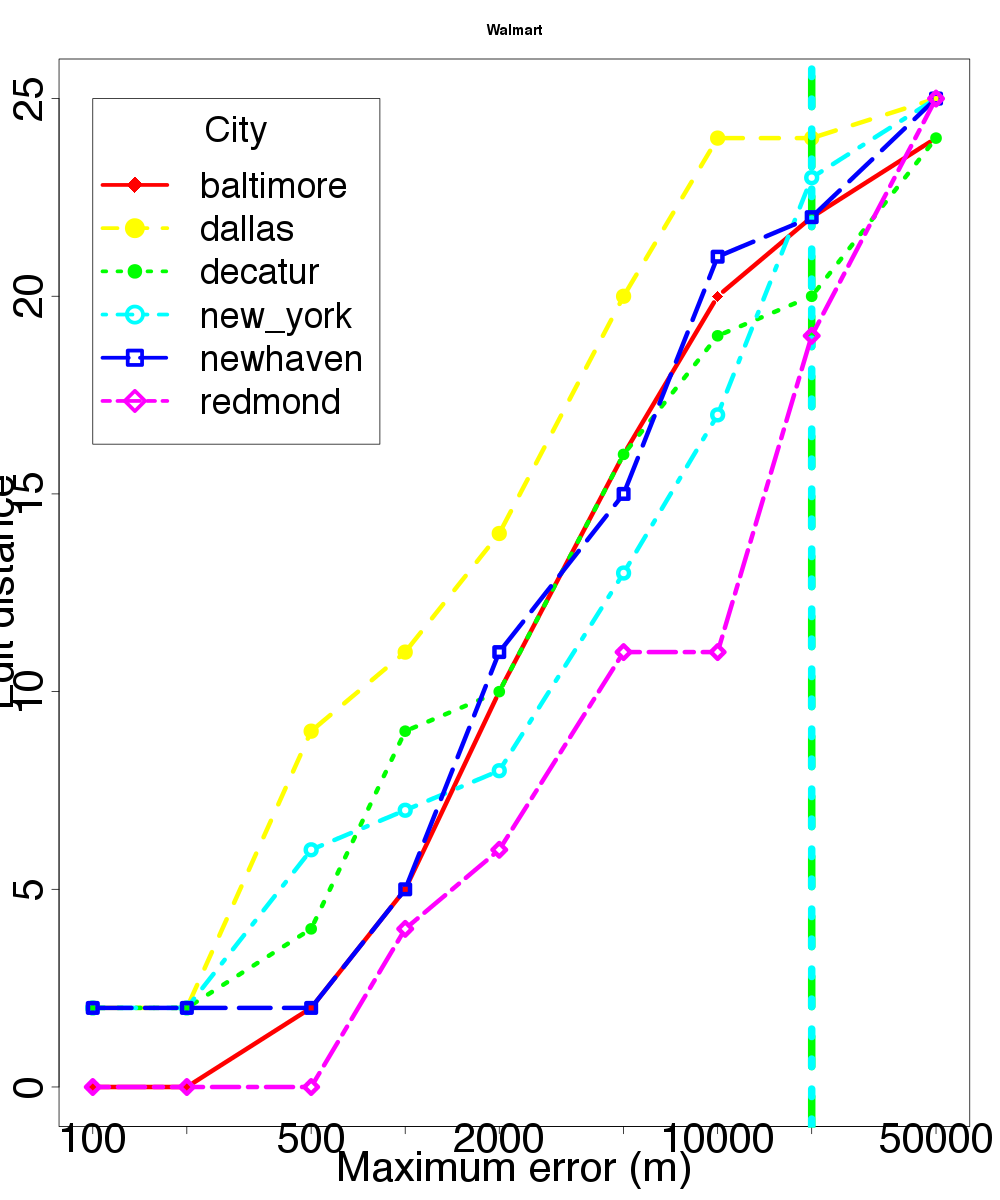 Walmart
City
baltimore
dallas
decatur
new_york
newhaven
redmond
25
20
15
10
5
0
distance
100 500 2000 10000 50000
Maximum error (m)